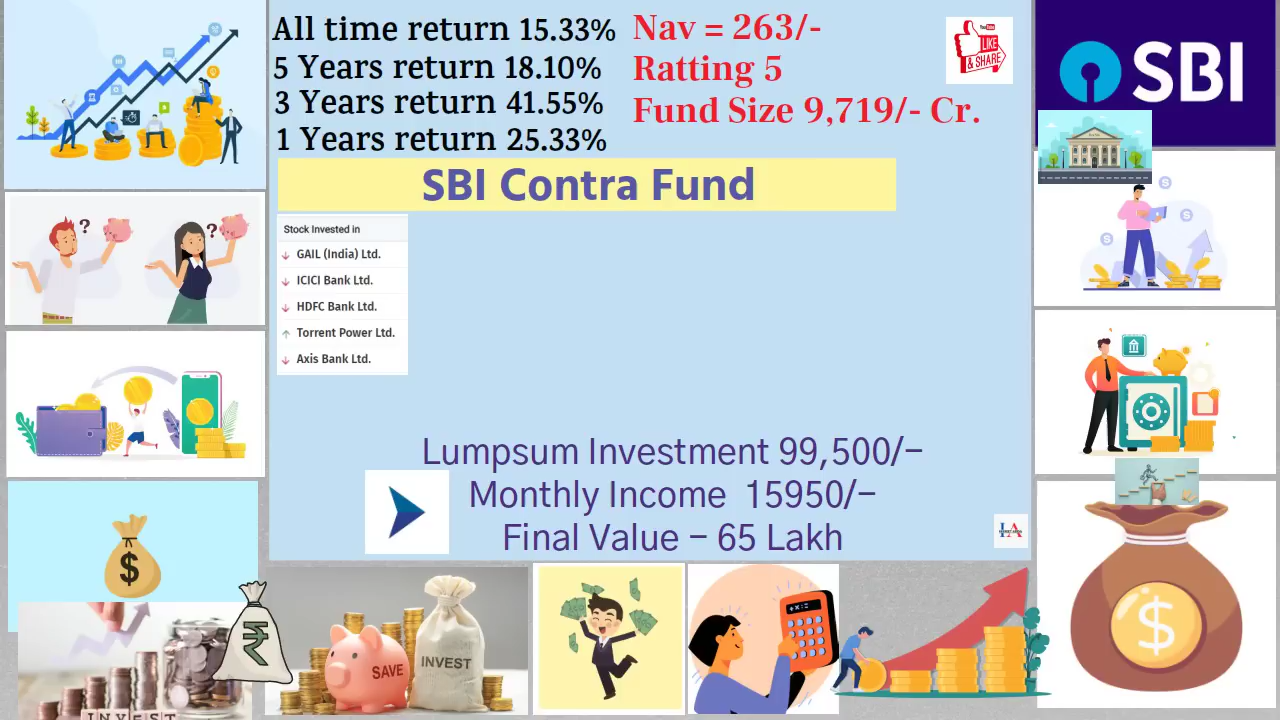 All time return 15.33%
5 Years return 18.10%
3 Years return 41.55%
1 Years return 25.33%
Nav = 263/-
Ratting 5
Fund Size 9,719/- Cr.
YouTube
LIKE
& SHARE
SBI
SBI Contra Fund
Stock Invested in
GAIL (India) Ltd.
ICICI Bank Ltd.
HDFC Bank Ltd.
Torrent Power Ltd.
Axis Bank Ltd.
Lumpsum Investment 99,500/-
Monthly Income 15950/-
Final Value - 65 Lakh
IA
SAVE
INVEST
INVEST